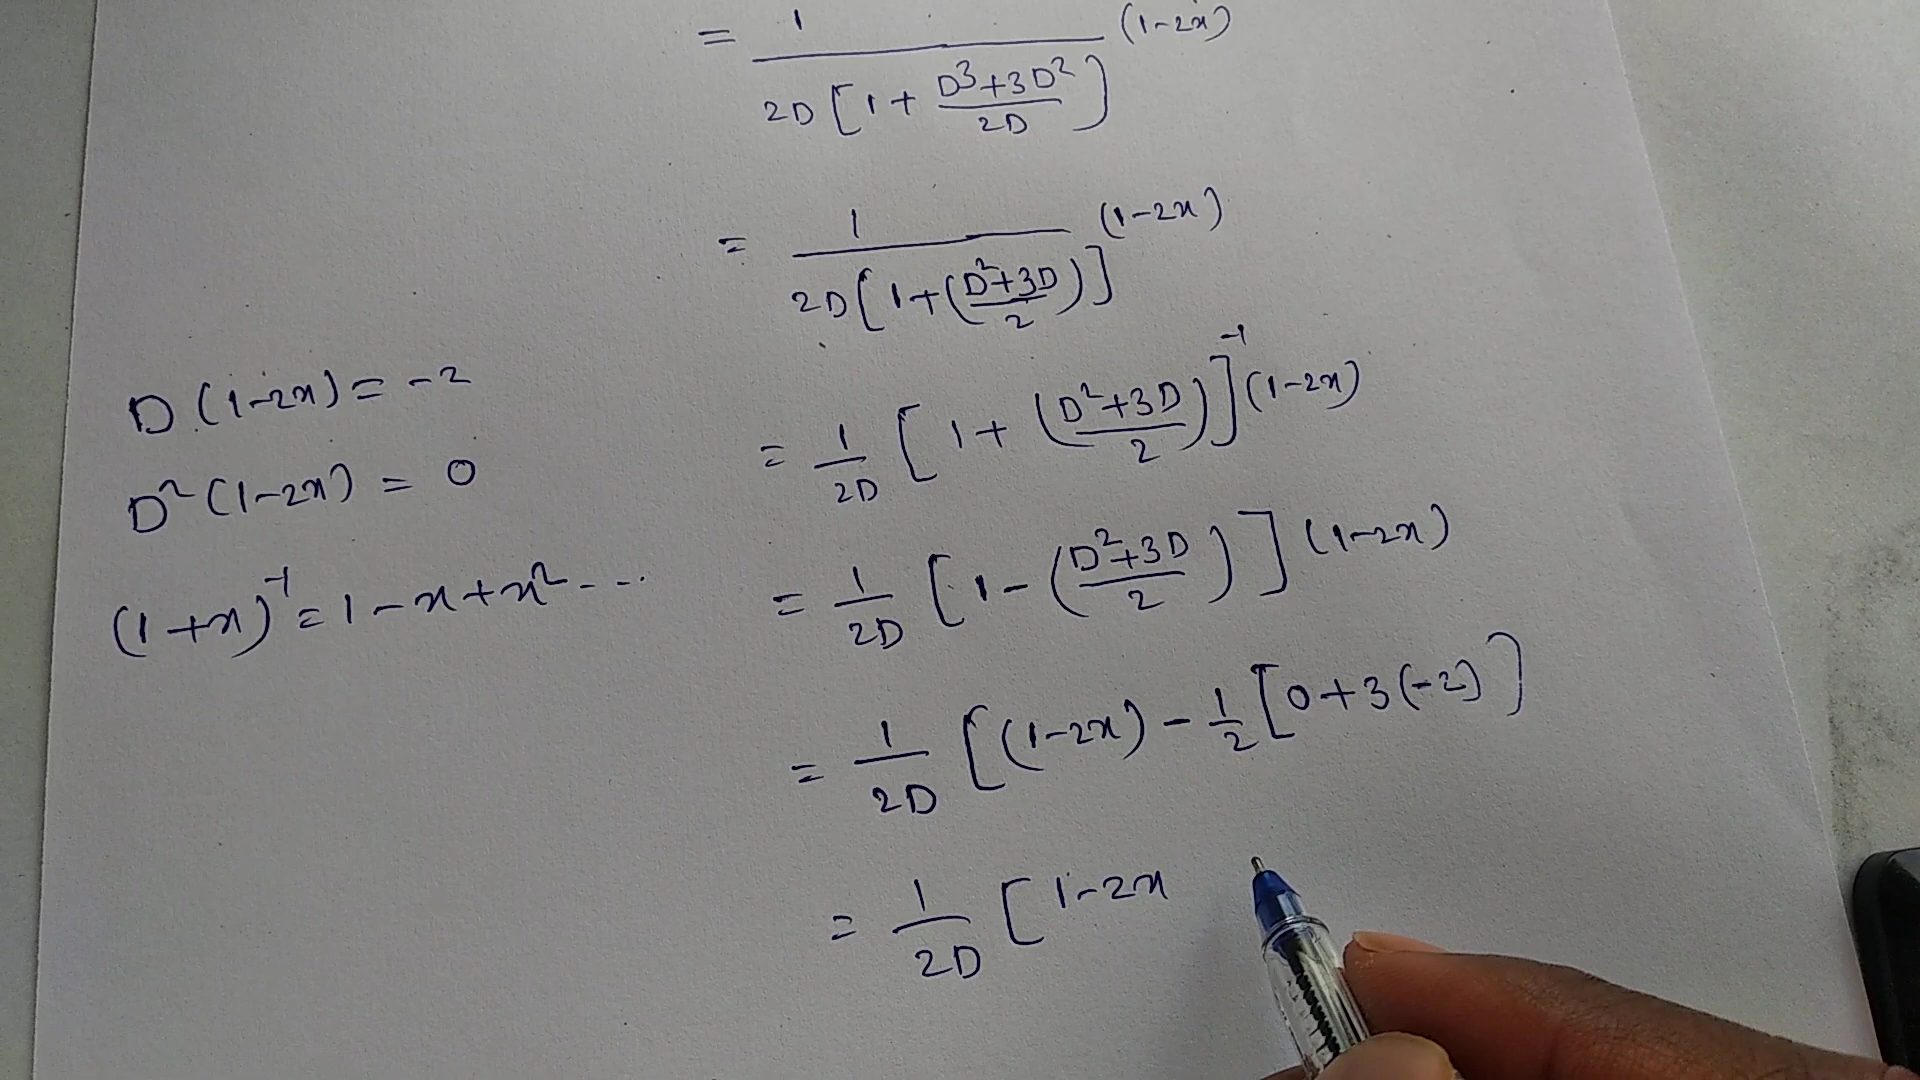 = 1 / 2D [1 + (D³+3D²)/2D] (1-2x)
= 1 / 2D [1 + ((D²+3D)/2)] (1-2x)
D (1-2x) = -2
D² (1-2x) = 0
(1+x)⁻¹ = 1-x+x² ---
= 1/2D [1 + ((D²+3D)/2)]⁻¹ (1-2x)
= 1/2D [1 - ((D²+3D)/2)] (1-2x)
= 1/2D [(1-2x) - 1/2 [0+3(-2)]
= 1/2D [1-2x